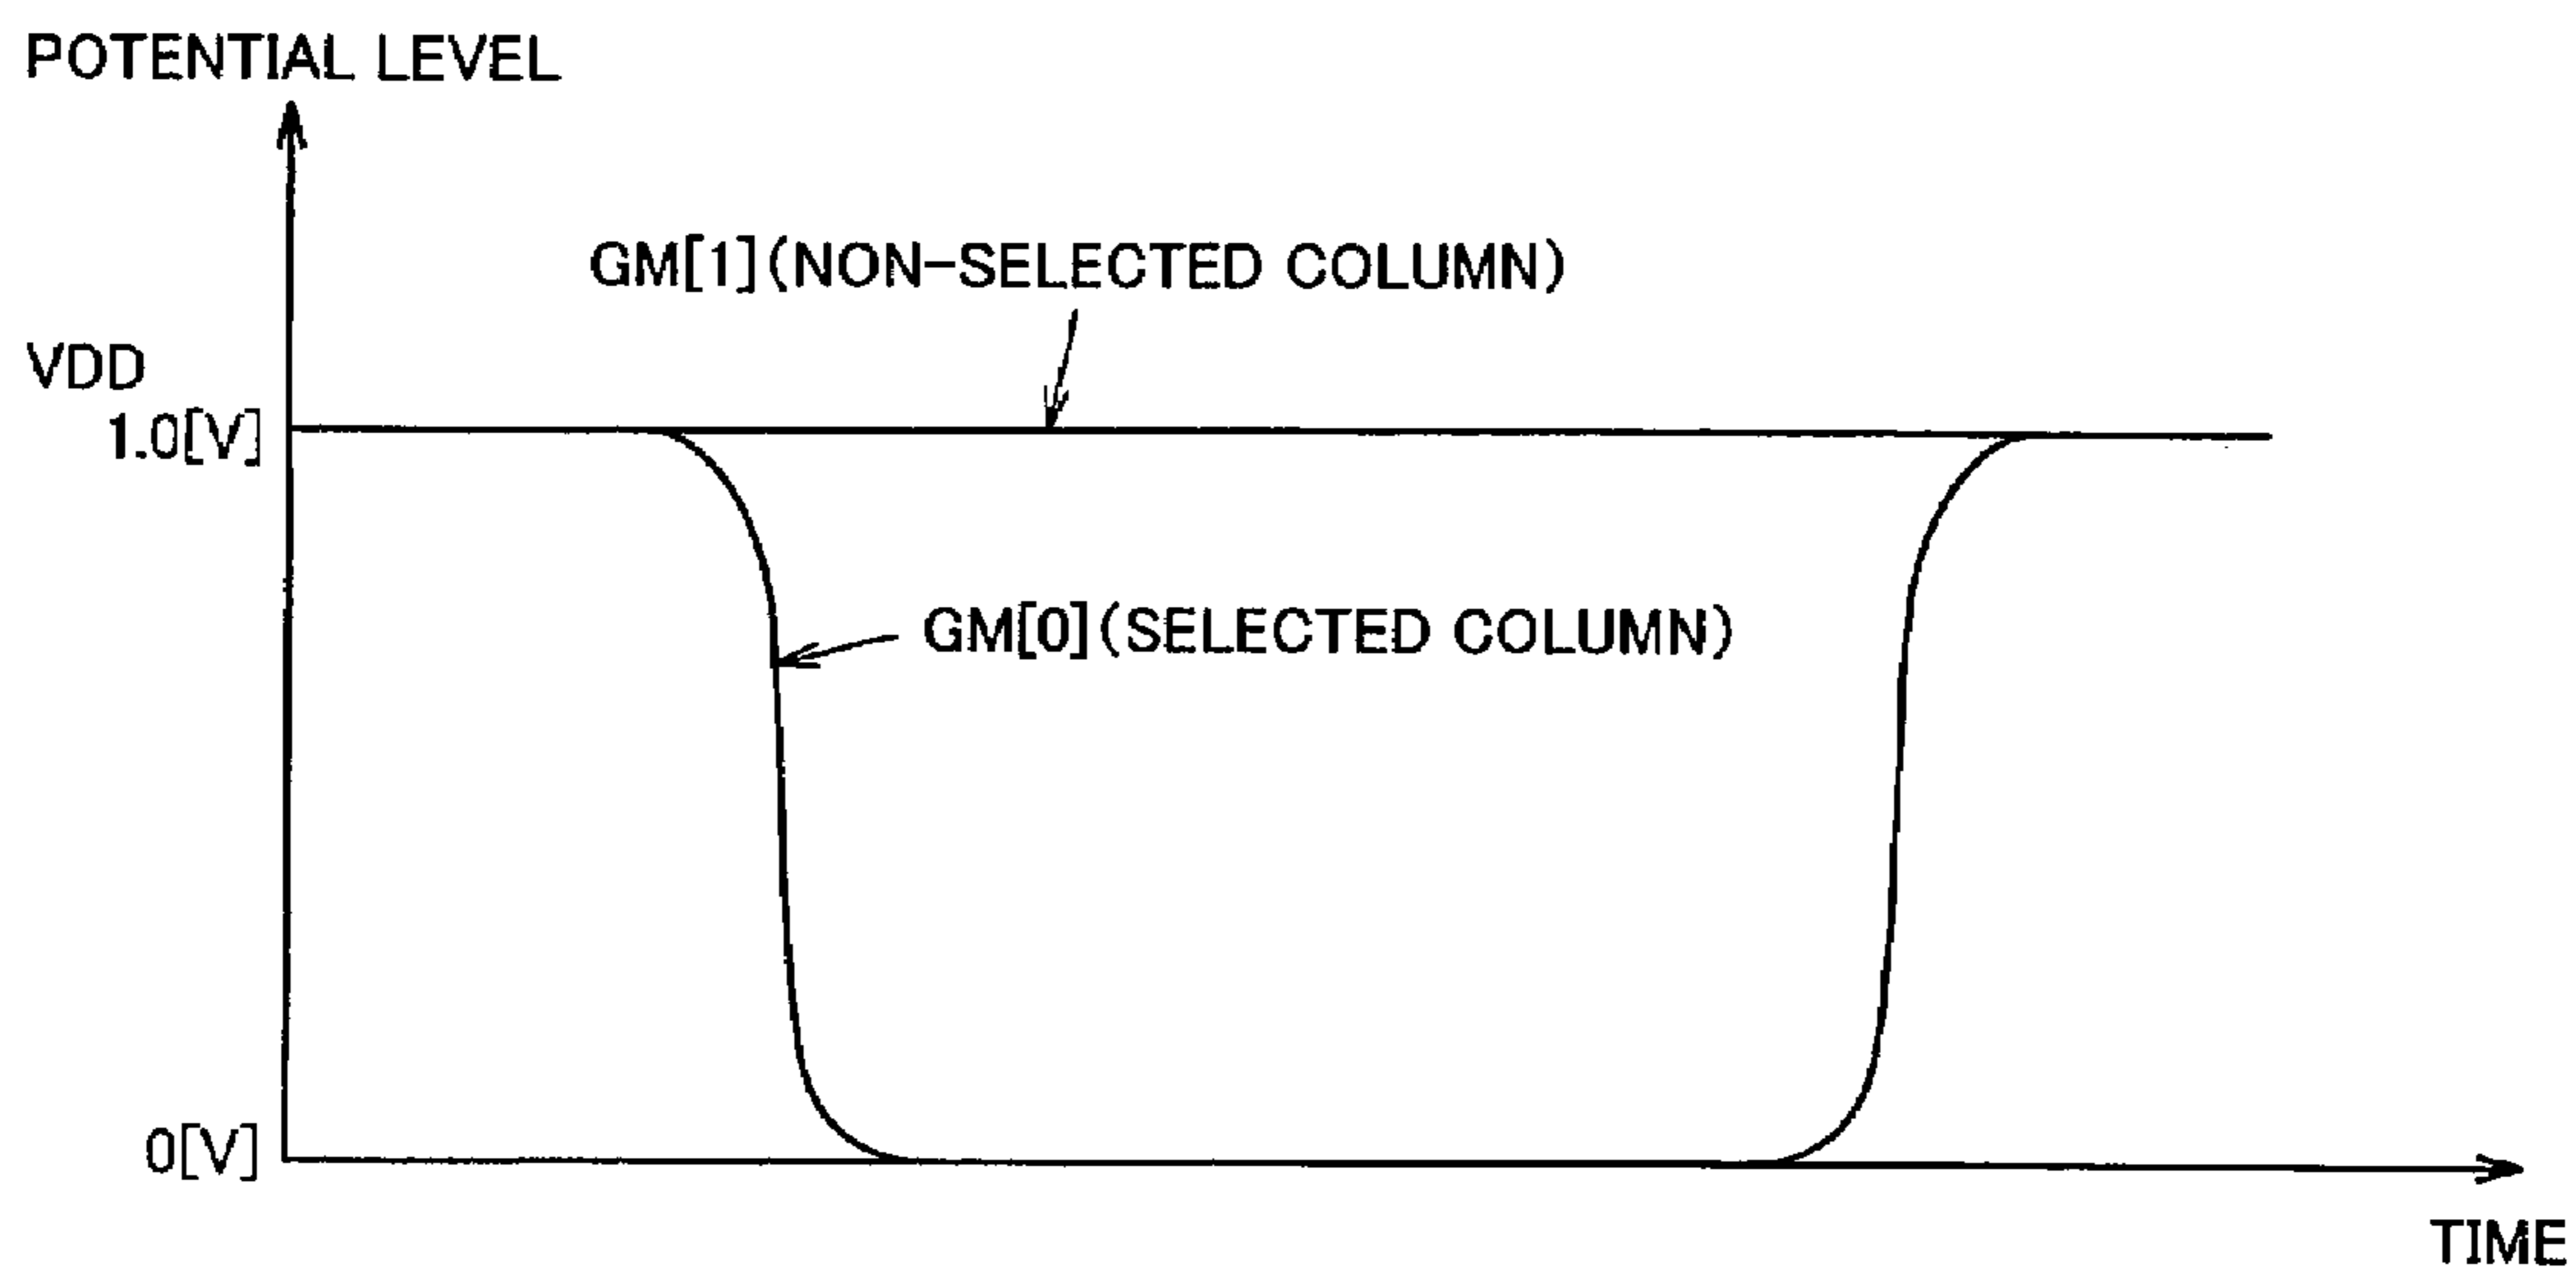 POTENTIAL LEVEL
GM[1](NON-SELECTED COLUMN)
VDD
1.0[V]
GM[0](SELECTED COLUMN)
0[V]
TIME